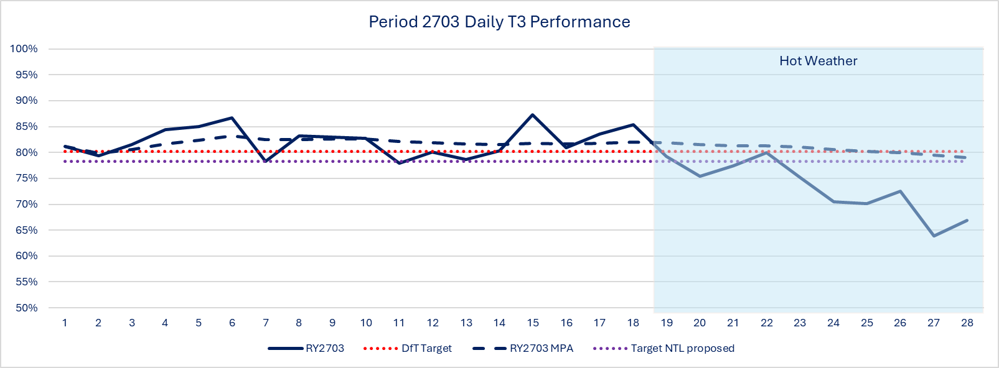 Period 2703 Daily T3 Performance
100%
Hot Weather
95%
90%
85%
80%
75%
70%
65%
60%
55%
50%
1 2 3 4 5 6 7 8 9 10 11 12 13 14 15 16 17 18 19 20 21 22 23 24 25 26 27 28
RY2703 DfT Target RY2703 MPA Target NTL proposed